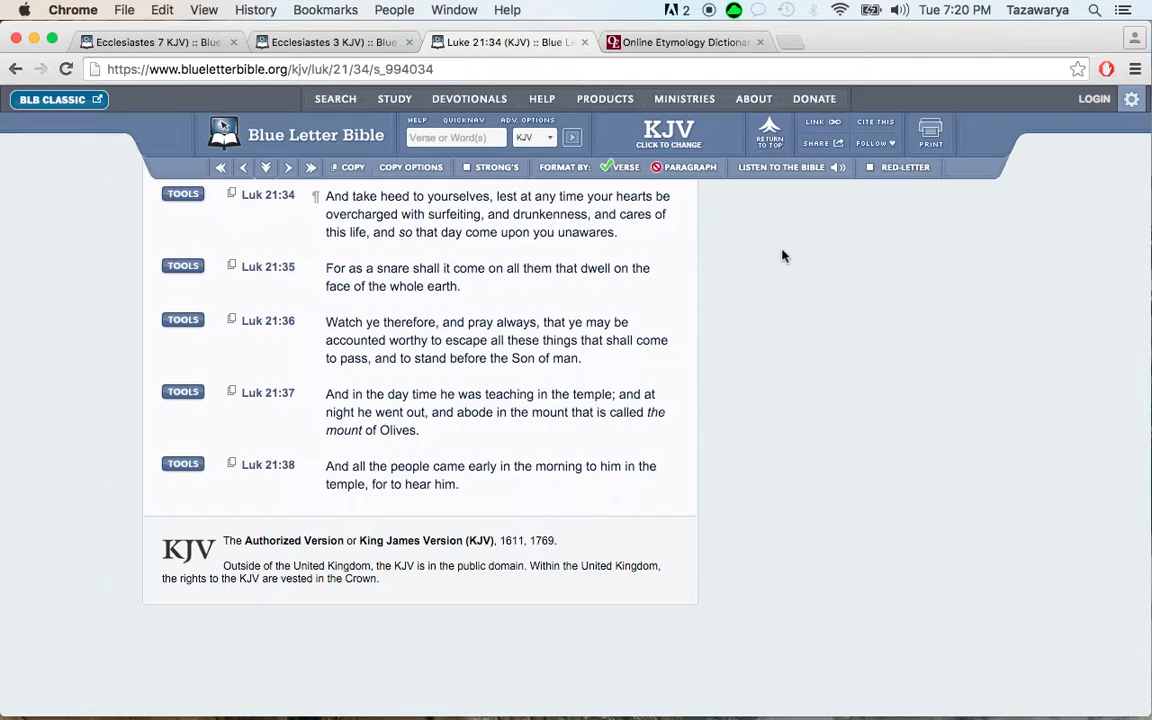 Chrome File Edit View History Bookmarks People Window Help 2 Tue 7:20 PM Tazawarya
Ecclesiastes 7 KJV) :: Blue Ecclesiastes 3 KJV) :: Blue Luke 21:34 (KJV) :: Blue Le Online Etymology Dictionar
https://www.blueletterbible.org/kjv/luk/21/34/s_994034
BLB CLASSIC SEARCH STUDY DEVOTIONALS HELP PRODUCTS MINISTRIES ABOUT DONATE LOGIN
HELP QUICKNAV ADV. OPTIONS LINK CITE THIS
Blue Letter Bible Verse or Word(s) KJV KJV
CLICK TO CHANGE RETURN TO TOP SHARE FOLLOW PRINT
COPY COPY OPTIONS STRONG'S FORMAT BY: VERSE PARAGRAPH LISTEN TO THE BIBLE RED-LETTER
TOOLS Luk 21:34 ¶ And take heed to yourselves, lest at any time your hearts be
overcharged with surfeiting, and drunkenness, and cares of
this life, and so that day come upon you unawares.
TOOLS Luk 21:35 For as a snare shall it come on all them that dwell on the
face of the whole earth.
TOOLS Luk 21:36 Watch ye therefore, and pray always, that ye may be
accounted worthy to escape all these things that shall come
to pass, and to stand before the Son of man.
TOOLS Luk 21:37 And in the day time he was teaching in the temple; and at
night he went out, and abode in the mount that is called the
mount of Olives.
TOOLS Luk 21:38 And all the people came early in the morning to him in the
temple, for to hear him.
KJV The Authorized Version or King James Version (KJV), 1611, 1769.
Outside of the United Kingdom, the KJV is in the public domain. Within the United Kingdom,
the rights to the KJV are vested in the Crown.